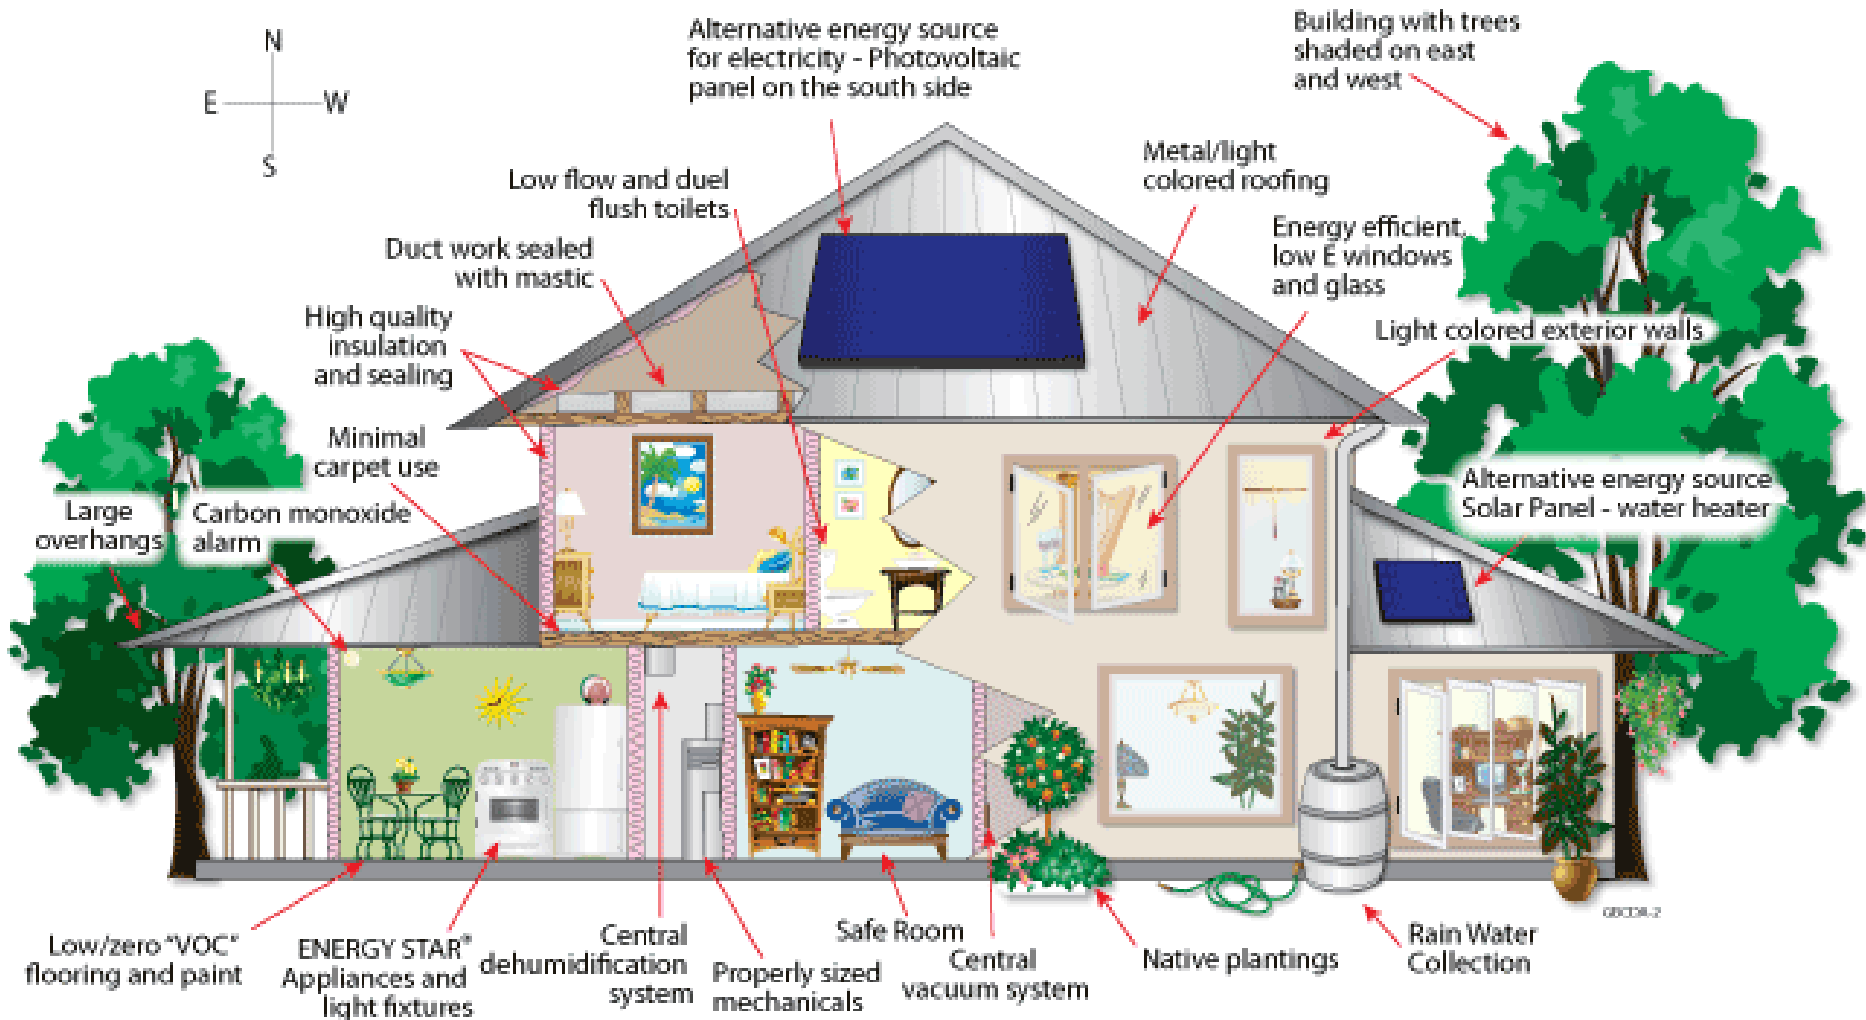 N
E
W
S
Alternative energy source
for electricity - Photovoltaic
panel on the south side
Building with trees
shaded on east
and west
Metal/light
colored roofing
Low flow and duel
flush toilets
Energy efficient,
low E windows
and glass
Duct work sealed
with mastic
High quality
insulation
and sealing
Light colored exterior walls
Minimal
carpet use
Alternative energy source
Solar Panel - water heater
Large
overhangs
Carbon monoxide
alarm
Low/zero "VOC"
flooring and paint
ENERGY STAR®
Appliances and
light fixtures
Central
dehumidification
system
Properly sized
mechanicals
Safe Room
Central
vacuum system
Native plantings
Rain Water
Collection